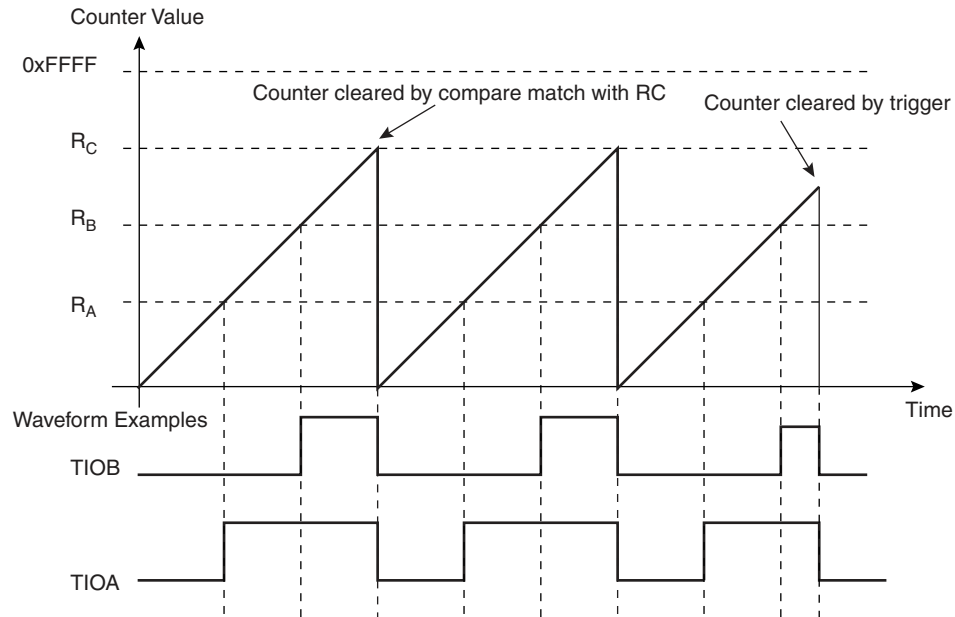 Counter Value
0xFFFF
Counter cleared by compare match with RC
Counter cleared by trigger
RC
RB
RA
Time
Waveform Examples
TIOB
TIOA